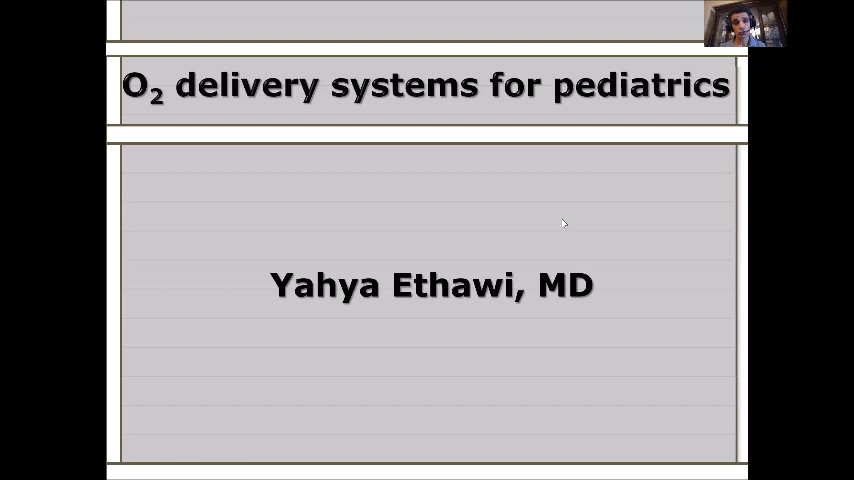 O₂ delivery systems for pediatrics
Yahya Ethawi, MD